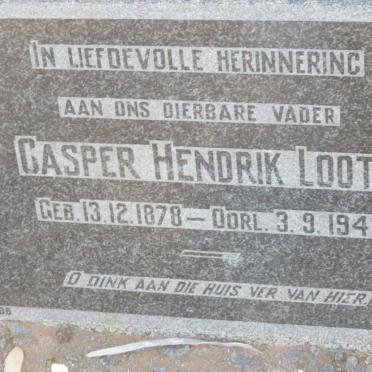 IN LIEFDEVOLLE HERINNERING
AAN ONS DIERBARE VADER
CASPER HENDRIK LOOT
GEB. 13.12.1878 — OORL. 3.9.194
O DINK AAN DIE HUIS VER VAN HIER